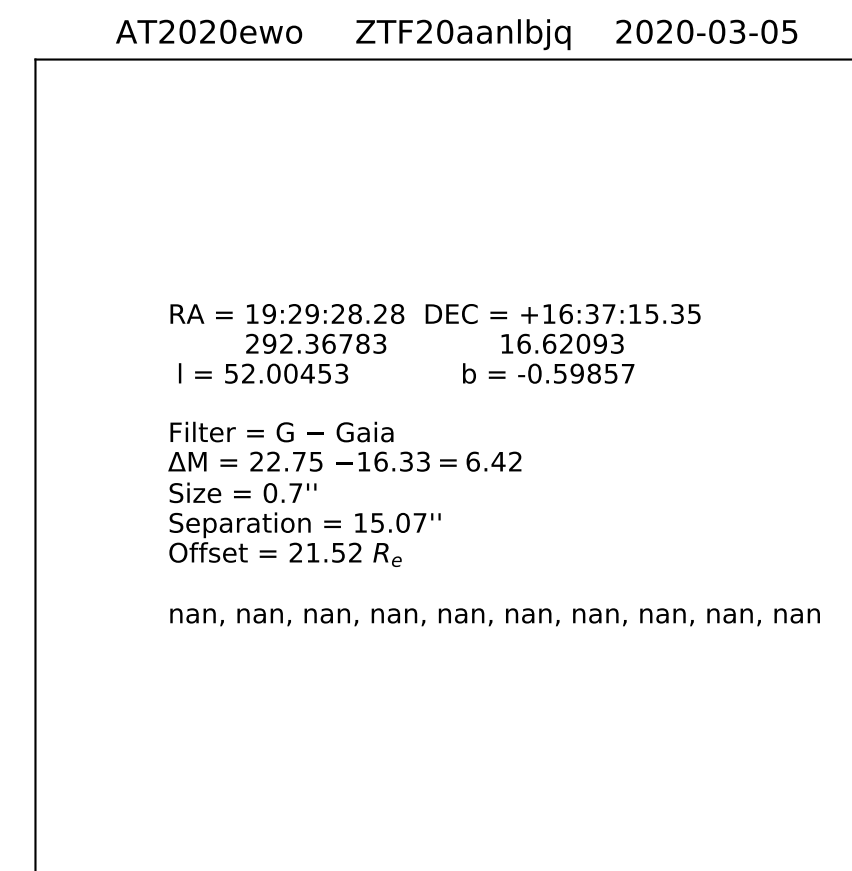 AT2020ewo ZTF20aanlbjq 2020-03-05
RA = 19:29:28.28 DEC = +16:37:15.35
292.36783 16.62093
l = 52.00453 b = -0.59857
Filter = G − Gaia
ΔM = 22.75 −16.33 = 6.42
Size = 0.7''
Separation = 15.07''
Offset = 21.52 Rₑ
nan, nan, nan, nan, nan, nan, nan, nan, nan, nan